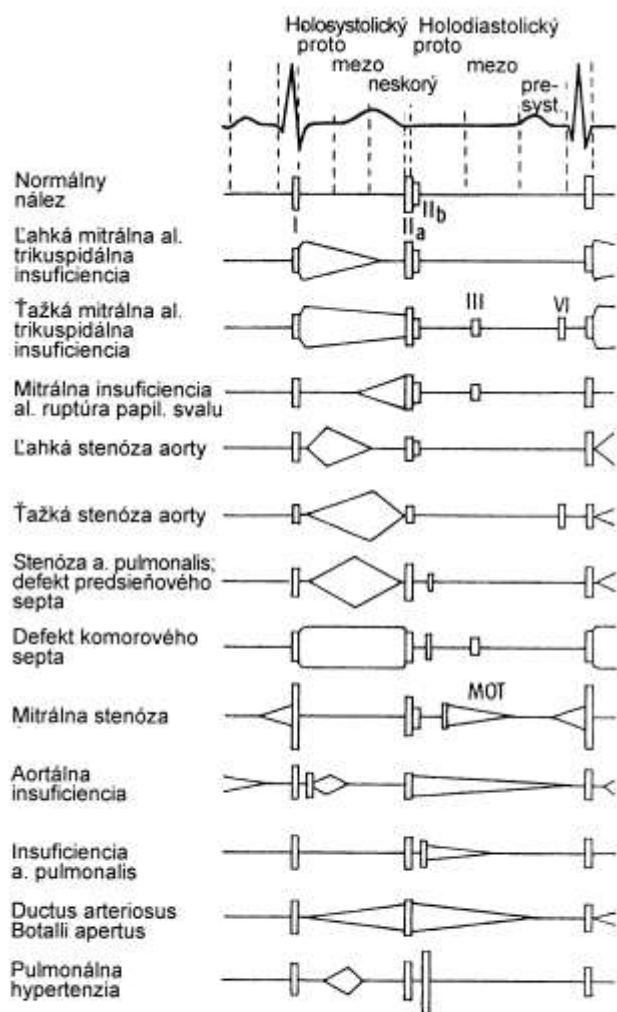 Holosystolický Holodiastolický
proto proto
mezo mezo
neskorý pre-
syst.
Normálny
nález
I IIa IIb
Ľahká mitrálna al.
trikuspidálna
insuficiencia
Ťažká mitrálna al.
trikuspidálna
insuficiencia
III VI
Mitrálna insuficiencia
al. ruptúra papil. svalu
Ľahká stenóza aorty
Ťažká stenóza aorty
Stenóza a. pulmonalis;
defekt predsieňového
septa
Defekt komorového
septa
Mitrálna stenóza
MOT
Aortálna
insuficiencia
Insuficiencia
a. pulmonalis
Ductus arteriosus
Botalli apertus
Pulmonálna
hypertenzia